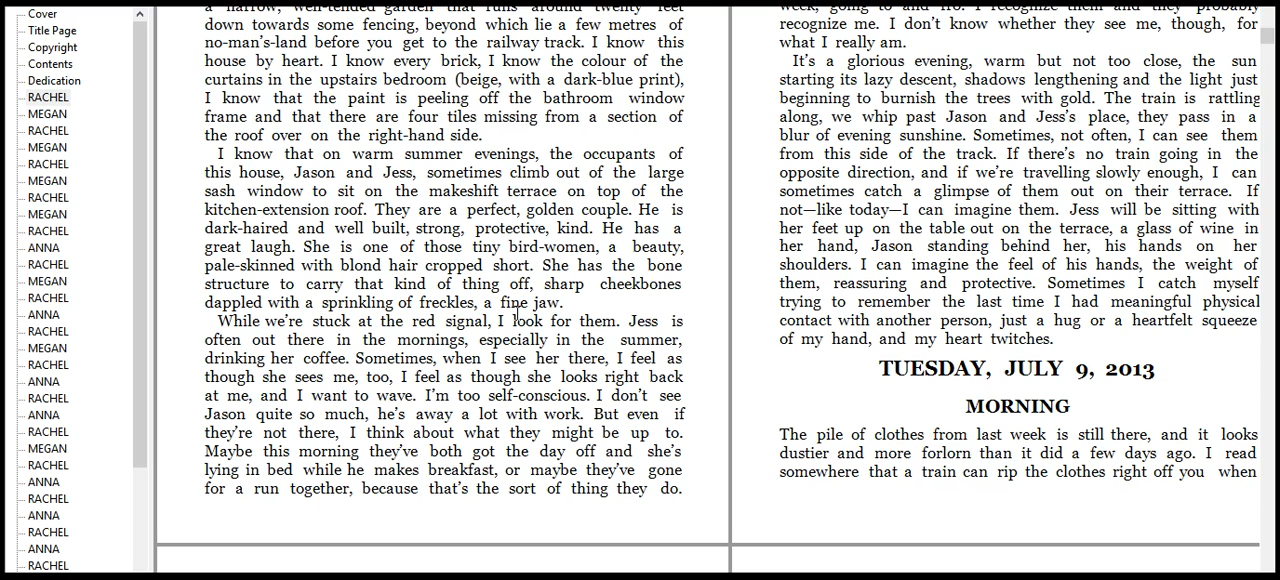 Cover
Title Page
Copyright
Contents
Dedication
RACHEL
MEGAN
RACHEL
MEGAN
RACHEL
MEGAN
RACHEL
MEGAN
RACHEL
ANNA
RACHEL
MEGAN
RACHEL
ANNA
RACHEL
MEGAN
RACHEL
ANNA
RACHEL
ANNA
RACHEL
MEGAN
RACHEL
ANNA
RACHEL
ANNA
RACHEL
ANNA
RACHEL
a narrow, well-tended garden that runs around twenty feet
down towards some fencing, beyond which lie a few metres of
no-man's-land before you get to the railway track. I know this
house by heart. I know every brick, I know the colour of the
curtains in the upstairs bedroom (beige, with a dark-blue print),
I know that the paint is peeling off the bathroom window
frame and that there are four tiles missing from a section of
the roof over on the right-hand side.
I know that on warm summer evenings, the occupants of
this house, Jason and Jess, sometimes climb out of the large
sash window to sit on the makeshift terrace on top of the
kitchen-extension roof. They are a perfect, golden couple. He is
dark-haired and well built, strong, protective, kind. He has a
great laugh. She is one of those tiny bird-women, a beauty,
pale-skinned with blond hair cropped short. She has the bone
structure to carry that kind of thing off, sharp cheekbones
dappled with a sprinkling of freckles, a fine jaw.
While we're stuck at the red signal, I look for them. Jess is
often out there in the mornings, especially in the summer,
drinking her coffee. Sometimes, when I see her there, I feel as
though she sees me, too, I feel as though she looks right back
at me, and I want to wave. I'm too self-conscious. I don't see
Jason quite so much, he's away a lot with work. But even if
they're not there, I think about what they might be up to.
Maybe this morning they've both got the day off and she's
lying in bed while he makes breakfast, or maybe they've gone
for a run together, because that's the sort of thing they do.
week, going to and fro. I recognize them and they probably
recognize me. I don't know whether they see me, though, for
what I really am.
It's a glorious evening, warm but not too close, the sun
starting its lazy descent, shadows lengthening and the light just
beginning to burnish the trees with gold. The train is rattling
along, we whip past Jason and Jess's place, they pass in a
blur of evening sunshine. Sometimes, not often, I can see them
from this side of the track. If there's no train going in the
opposite direction, and if we're travelling slowly enough, I can
sometimes catch a glimpse of them out on their terrace. If
not—like today—I can imagine them. Jess will be sitting with
her feet up on the table out on the terrace, a glass of wine in
her hand, Jason standing behind her, his hands on her
shoulders. I can imagine the feel of his hands, the weight of
them, reassuring and protective. Sometimes I catch myself
trying to remember the last time I had meaningful physical
contact with another person, just a hug or a heartfelt squeeze
of my hand, and my heart twitches.
TUESDAY, JULY 9, 2013
MORNING
The pile of clothes from last week is still there, and it looks
dustier and more forlorn than it did a few days ago. I read
somewhere that a train can rip the clothes right off you when